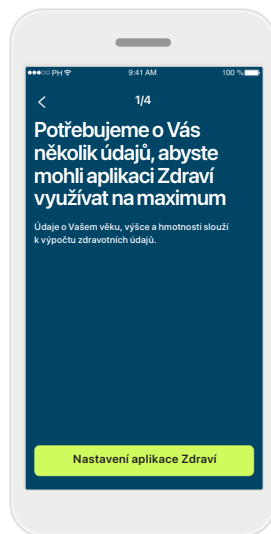 ●●●○○ PH 9:41 AM 100 %
1/4
Potřebujeme o Vás
několik údajů, abyste
mohli aplikaci Zdraví
využívat na maximum
Údaje o Vašem věku, výšce a hmotnosti slouží
k výpočtu zdravotních údajů.
Nastavení aplikace Zdraví